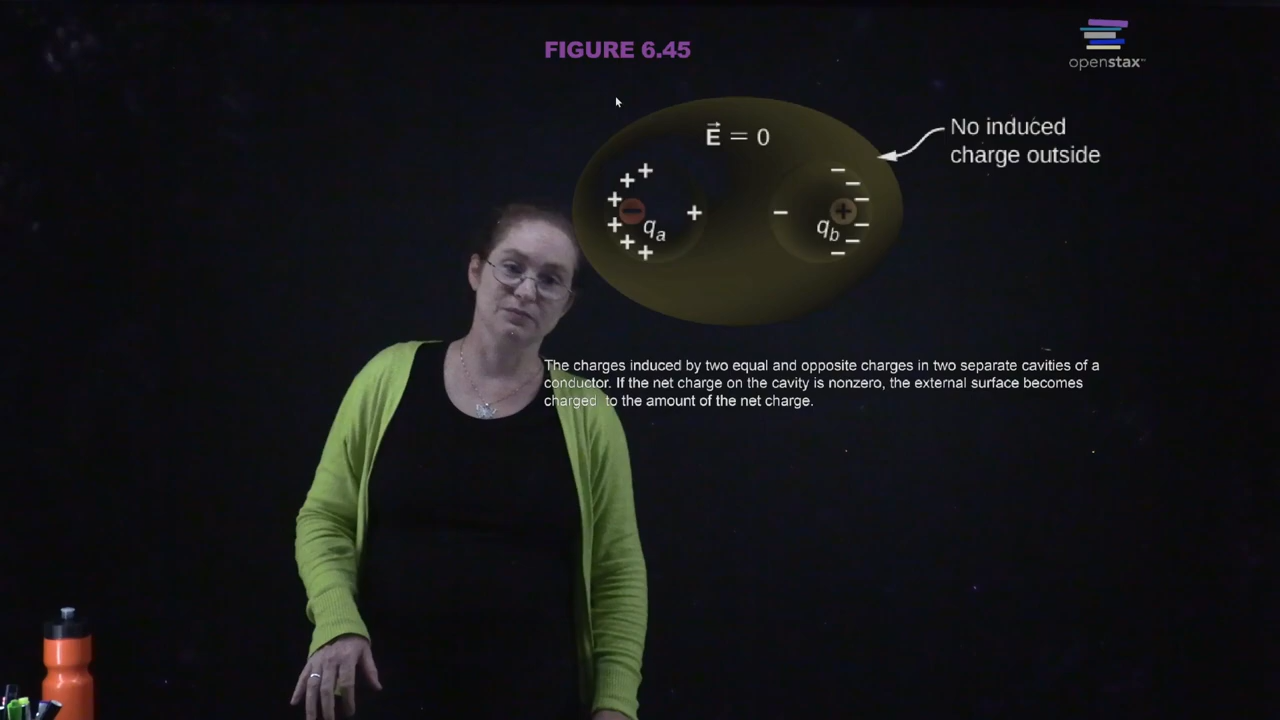 FIGURE 6.45
openstax™
E⃗ = 0
No induced
charge outside
+ +
+
+ − +
+ qₐ
+ +
− −
−
− + −
q_b −
− −
The charges induced by two equal and opposite charges in two separate cavities of a
conductor. If the net charge on the cavity is nonzero, the external surface becomes
charged to the amount of the net charge.